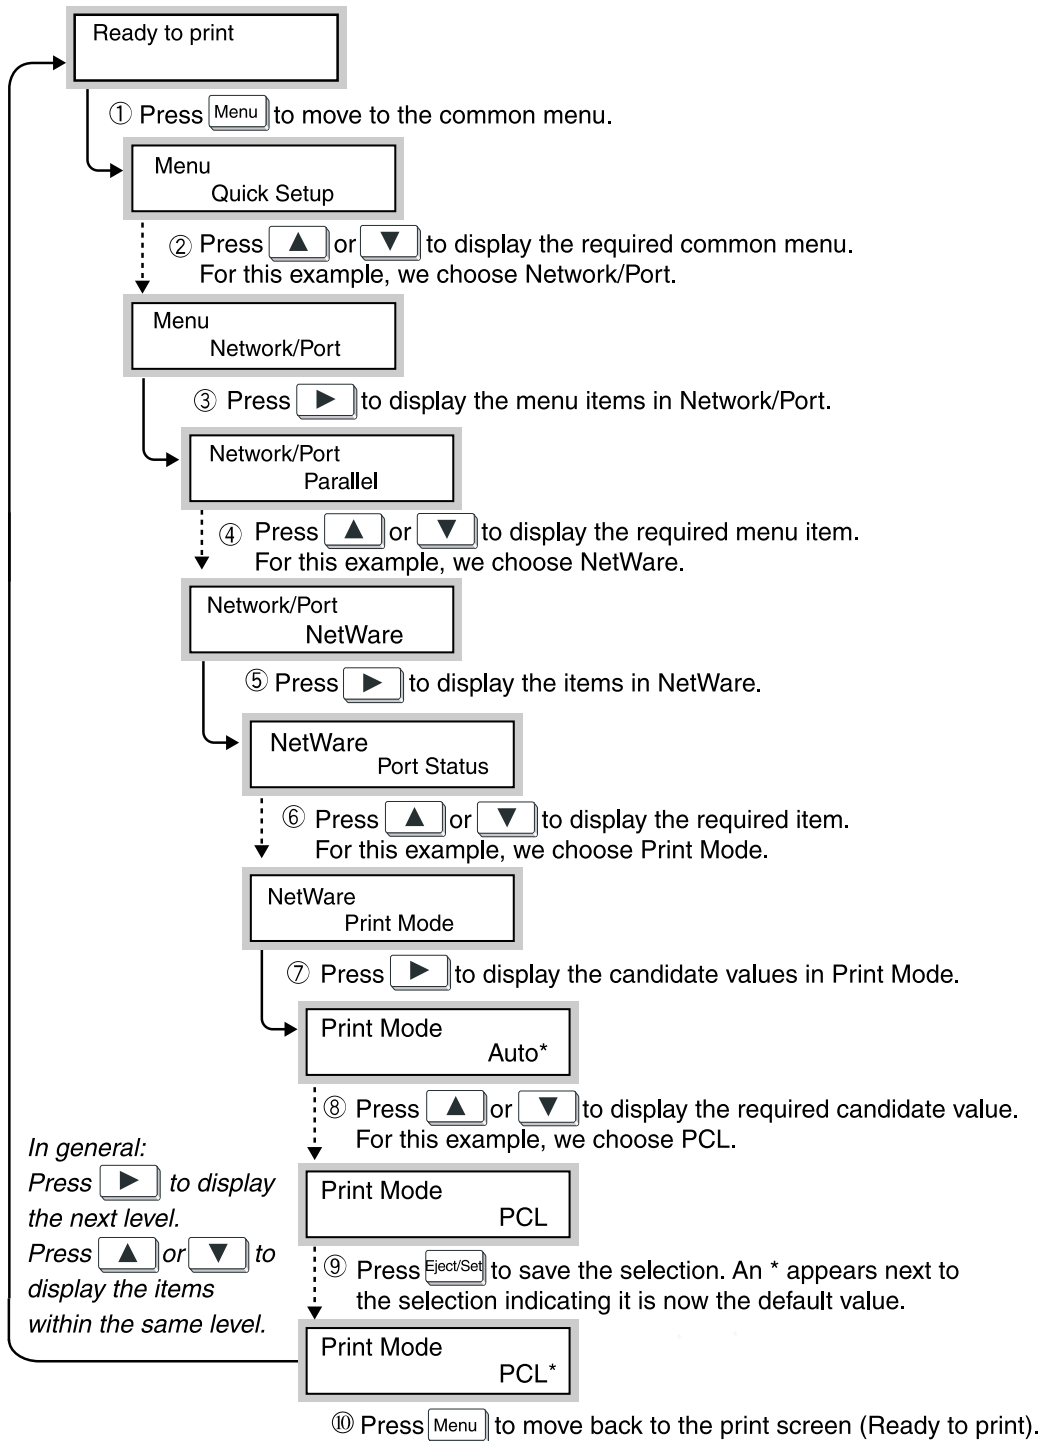 Ready to print
① Press Menu to move to the common menu.
Menu
Quick Setup
② Press ▲ or ▼ to display the required common menu.
For this example, we choose Network/Port.
Menu
Network/Port
③ Press ▶ to display the menu items in Network/Port.
Network/Port
Parallel
④ Press ▲ or ▼ to display the required menu item.
For this example, we choose NetWare.
Network/Port
NetWare
⑤ Press ▶ to display the items in NetWare.
NetWare
Port Status
⑥ Press ▲ or ▼ to display the required item.
For this example, we choose Print Mode.
NetWare
Print Mode
⑦ Press ▶ to display the candidate values in Print Mode.
Print Mode
Auto*
⑧ Press ▲ or ▼ to display the required candidate value.
For this example, we choose PCL.
Print Mode
PCL
⑨ Press Eject/Set to save the selection. An * appears next to
the selection indicating it is now the default value.
Print Mode
PCL*
⑩ Press Menu to move back to the print screen (Ready to print).
In general:
Press ▶ to display
the next level.
Press ▲ or ▼ to
display the items
within the same level.